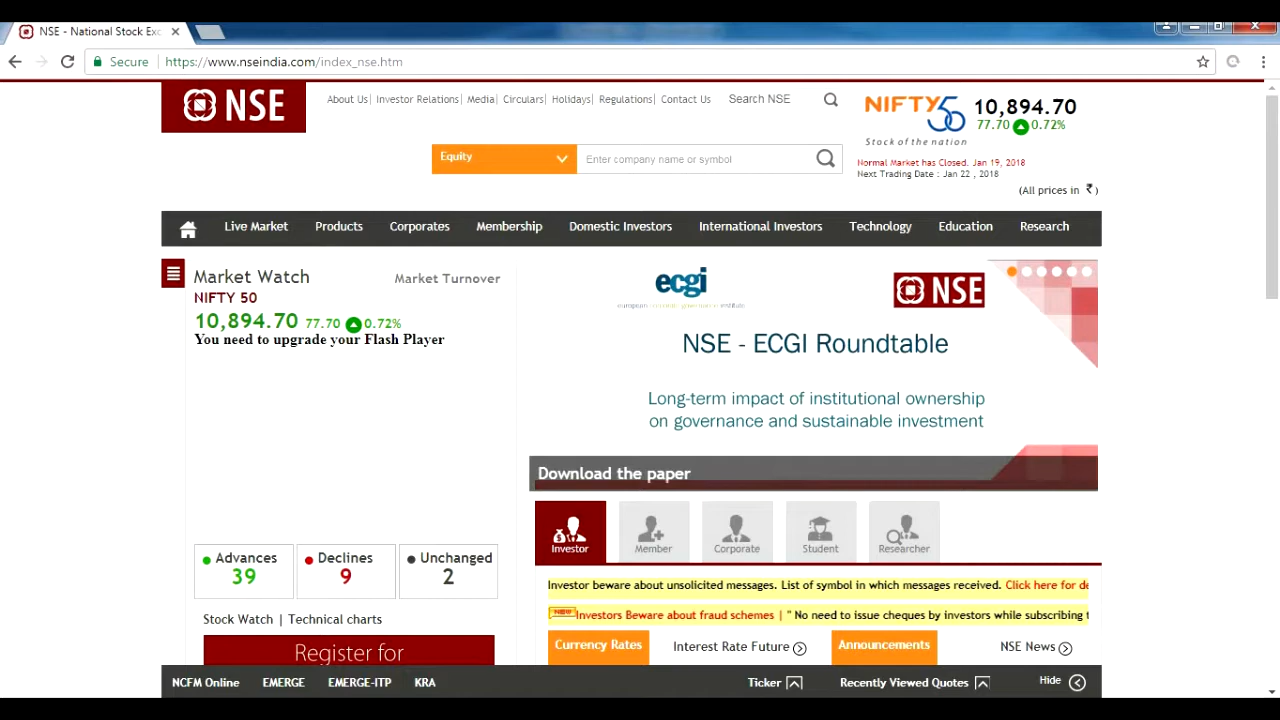 NSE - National Stock Exc
Secure https://www.nseindia.com/index_nse.htm
NSE
About Us| Investor Relations| Media| Circulars| Holidays| Regulations| Contact Us
Search NSE
NIFTY 50
Stock of the nation
10,894.70
77.70 0.72%
Equity
Enter company name or symbol
Normal Market has Closed. Jan 19, 2018
Next Trading Date : Jan 22 , 2018
(All prices in ₹ )
Live Market Products Corporates Membership Domestic Investors International Investors Technology Education Research
Market Watch Market Turnover
NIFTY 50
10,894.70 77.70 0.72%
You need to upgrade your Flash Player
ecgi
NSE
NSE - ECGI Roundtable
Long-term impact of institutional ownership
on governance and sustainable investment
Download the paper
Investor Member Corporate Student Researcher
Advances
39
Declines
9
Unchanged
2
Investor beware about unsolicited messages. List of symbol in which messages received. Click here for de
Investors Beware about fraud schemes | " No need to issue cheques by investors while subscribing t
Stock Watch | Technical charts
Register for
Currency Rates Interest Rate Future Announcements NSE News
NCFM Online EMERGE EMERGE-ITP KRA Ticker Recently Viewed Quotes Hide